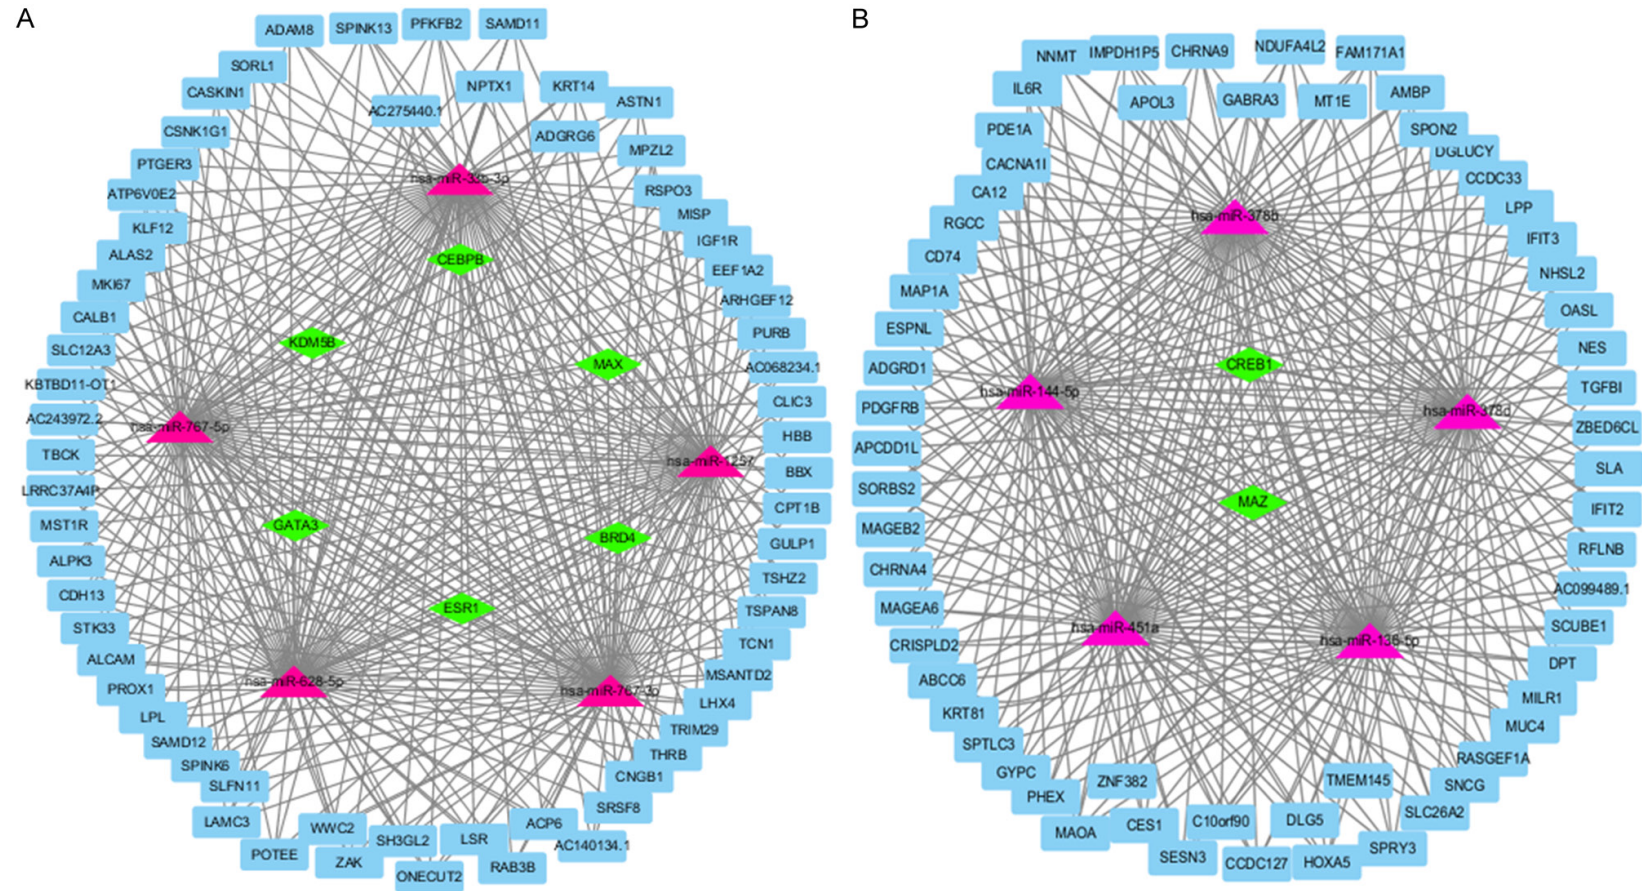 A
ADAM8
SPINK13
PFKFB2
SAMD11
SORL1
CASKIN1
NPTX1
KRT14
AC275440.1
ASTN1
CSNK1G1
ADGRG6
PTGER3
MPZL2
ATP6V0E2
RSPO3
KLF12
MISP
ALAS2
IGF1R
CEBPB
MKI67
EEF1A2
CALB1
ARHGEF12
KDM5B
PURB
SLC12A3
MAX
AC068234.1
KBTBD11-OT1
CLIC3
AC243972.2
hsa-miR-767-5p
HBB
TBCK
BBX
LRRC37A4P
CPT1B
MST1R
GATA3
BRD4
GULP1
ALPK3
TSHZ2
CDH13
ESR1
TSPAN8
STK33
TCN1
ALCAM
MSANTD2
PROX1
hsa-miR-628-5p
hsa-miR-767-3p
LHX4
LPL
TRIM29
SAMD12
THRB
SPINK6
CNGB1
SLFN11
SRSF8
LAMC3
WWC2
SH3GL2
LSR
ACP6
AC140134.1
POTEE
ZAK
ONECUT2
RAB3B
B
NNMT
IMPDH1P5
CHRNA9
NDUFA4L2
FAM171A1
IL6R
APOL3
GABRA3
MT1E
AMBP
PDE1A
SPON2
DGLUCY
CACNA1I
CCDC33
CA12
LPP
RGCC
hsa-miR-378b
IFIT3
CD74
NHSL2
MAP1A
OASL
ESPNL
NES
ADGRD1
CREB1
TGFBI
hsa-miR-144-5p
PDGFRB
hsa-miR-378d
ZBED6CL
APCDD1L
SLA
SORBS2
MAZ
IFIT2
MAGEB2
RFLNB
CHRNA4
AC099489.1
MAGEA6
hsa-miR-451a
SCUBE1
CRISPLD2
DPT
ABCC6
MILR1
KRT81
MUC4
SPTLC3
RASGEF1A
GYPC
ZNF382
TMEM145
SNCG
PHEX
SLC26A2
MAOA
CES1
C10orf90
DLG5
SPRY3
SESN3
CCDC127
HOXA5